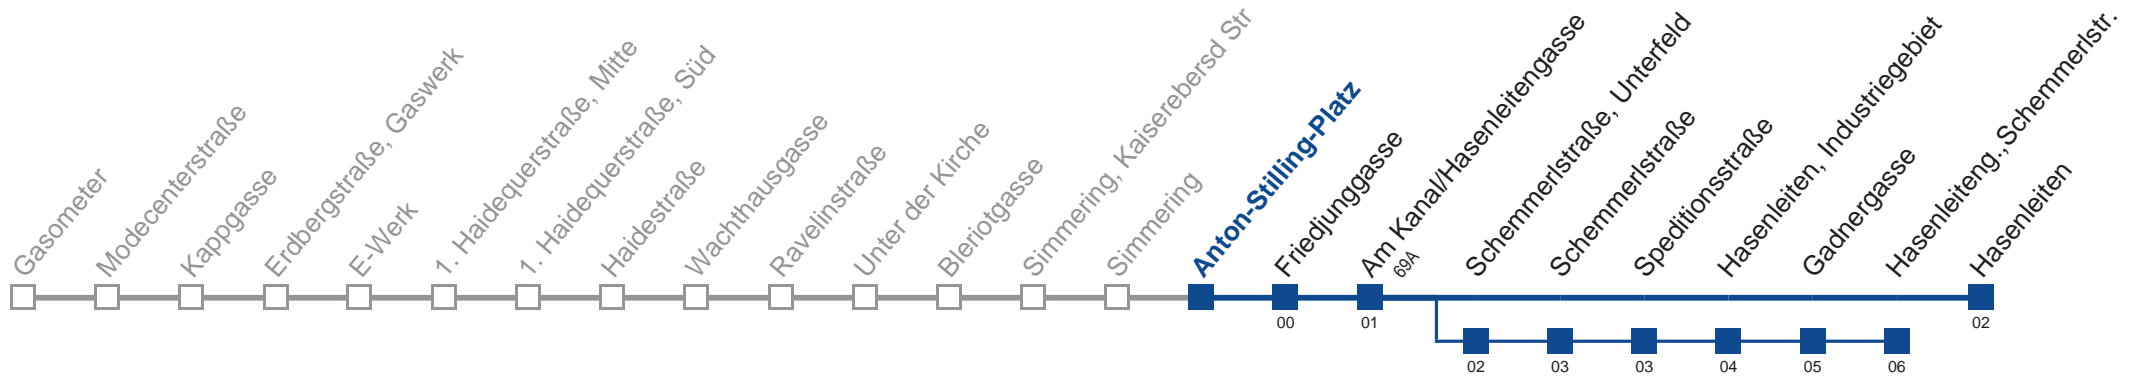 Gasometer
Modecenterstraße
Kappgasse
Erdbergstraße, Gaswerk
E-Werk
1. Haidequerstraße, Mitte
1. Haidequerstraße, Süd
Haidestraße
Wachthausgasse
Ravelinstraße
Unter der Kirche
Bleriotgasse
Simmering, Kaiserebersd Str
Simmering
Anton-Stilling-Platz
Friedjunggasse
Am Kanal/Hasenleitengasse
69A
Schemmerlstraße, Unterfeld
Schemmerlstraße
Speditionsstraße
Hasenleiten, Industriegebiet
Gadnergasse
Hasenleiteng., Schemmerlstr.
Hasenleiten
00 01 02
02 03 03 04 05 06